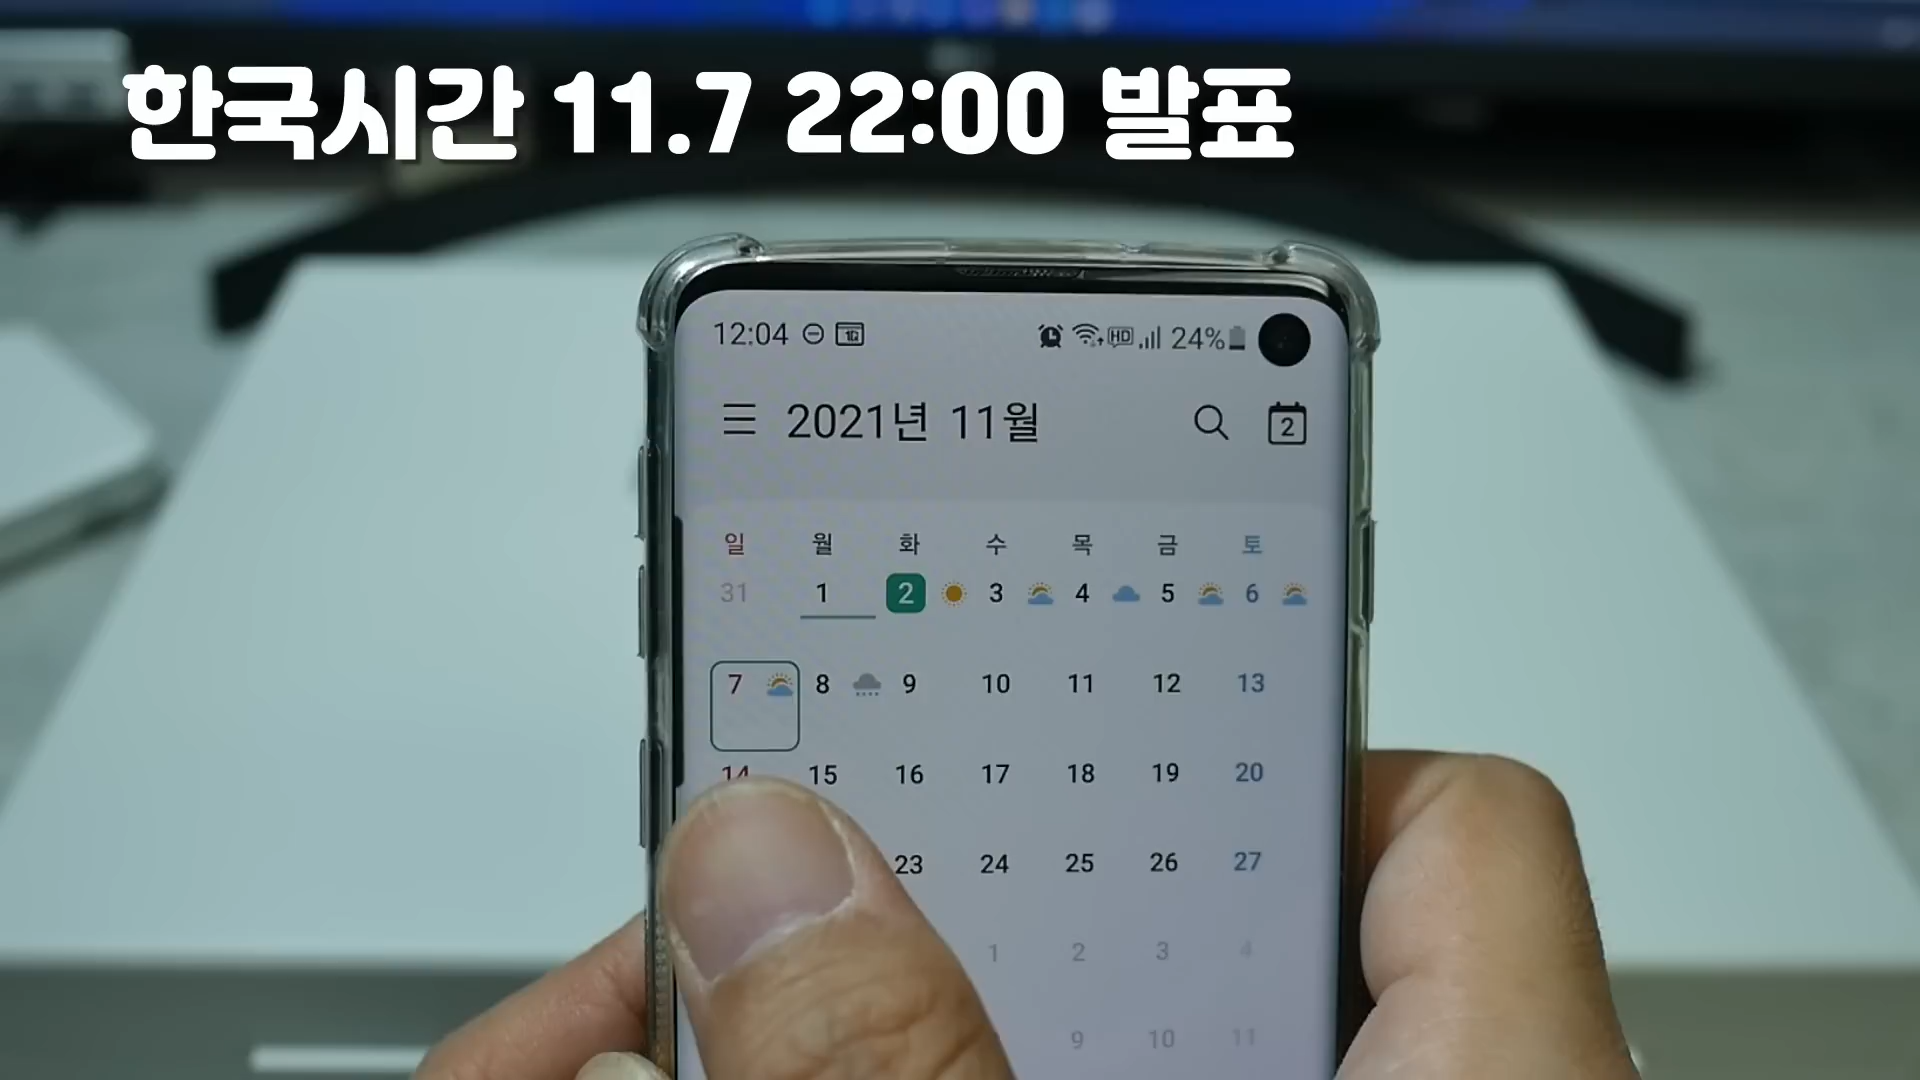 한국시간 11.7 22:00 발표
12:04 HD 24%
2021년 11월 2
일 월 화 수 목 금 토
31 1 2 3 4 5 6
7 8 9 10 11 12 13
14 15 16 17 18 19 20
23 24 25 26 27
1 2 3 4
9 10 11